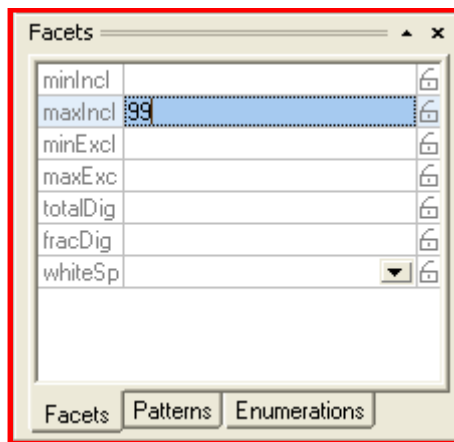 Facets
minIncl
maxIncl 99
minExcl
maxExc
totalDig
fracDig
whiteSp
Facets Patterns Enumerations